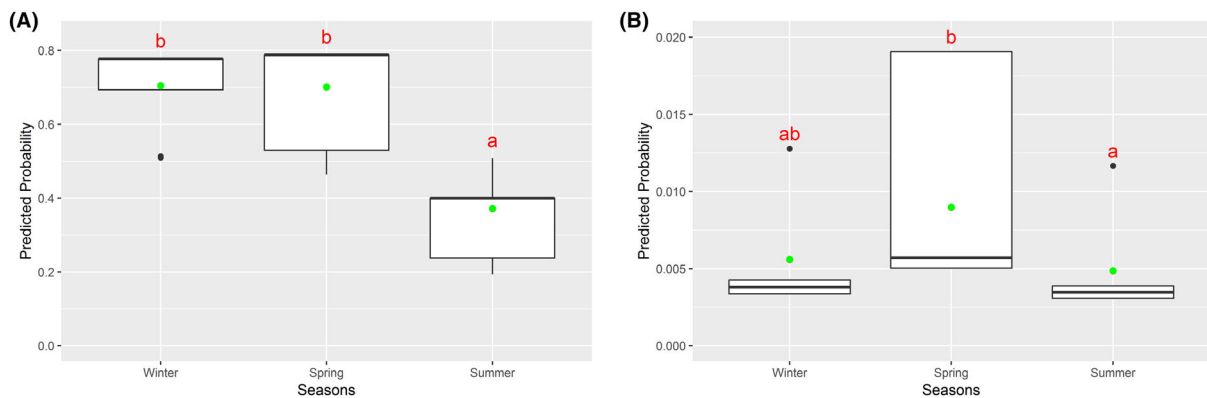 (A)
b
b
a
0.8
0.6
0.4
0.2
0.0
Predicted Probability
Winter
Spring
Summer
Seasons
(B)
b
ab
a
0.020
0.015
0.010
0.005
0.000
Predicted Probability
Winter
Spring
Summer
Seasons